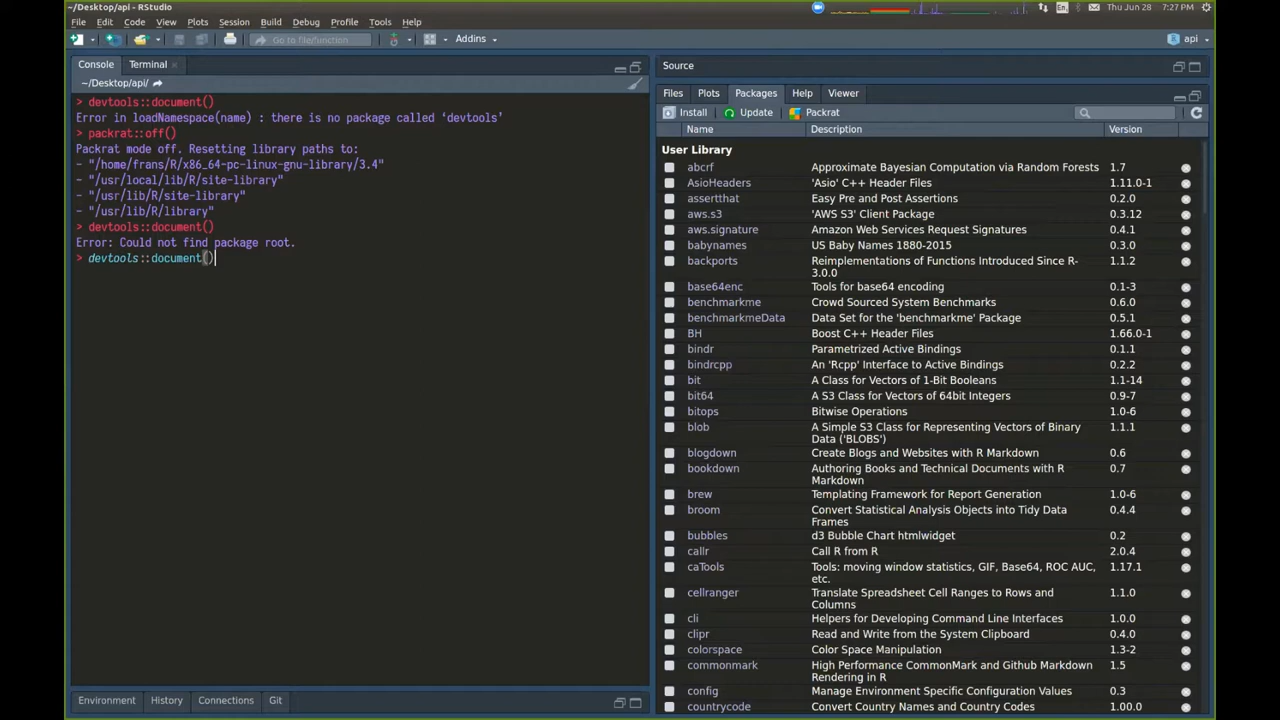 ~/Desktop/api - RStudio
Thu Jun 28 7:27 PM
File Edit Code View Plots Session Build Debug Profile Tools Help
Go to file/function
Addins
api
Console Terminal
~/Desktop/api/
> devtools::document()
Error in loadNamespace(name) : there is no package called ‘devtools’
> packrat::off()
Packrat mode off. Resetting library paths to:
- "/home/frans/R/x86_64-pc-linux-gnu-library/3.4"
- "/usr/local/lib/R/site-library"
- "/usr/lib/R/site-library"
- "/usr/lib/R/library"
> devtools::document()
Error: Could not find package root.
> devtools::document()
Environment History Connections Git
Source
Files Plots Packages Help Viewer
Install Update Packrat
Name Description Version
User Library
abcrf Approximate Bayesian Computation via Random Forests 1.7
AsioHeaders 'Asio' C++ Header Files 1.11.0-1
assertthat Easy Pre and Post Assertions 0.2.0
aws.s3 'AWS S3' Client Package 0.3.12
aws.signature Amazon Web Services Request Signatures 0.4.1
babynames US Baby Names 1880-2015 0.3.0
backports Reimplementations of Functions Introduced Since R- 1.1.2
3.0.0
base64enc Tools for base64 encoding 0.1-3
benchmarkme Crowd Sourced System Benchmarks 0.6.0
benchmarkmeData Data Set for the 'benchmarkme' Package 0.5.1
BH Boost C++ Header Files 1.66.0-1
bindr Parametrized Active Bindings 0.1.1
bindrcpp An 'Rcpp' Interface to Active Bindings 0.2.2
bit A Class for Vectors of 1-Bit Booleans 1.1-14
bit64 A S3 Class for Vectors of 64bit Integers 0.9-7
bitops Bitwise Operations 1.0-6
blob A Simple S3 Class for Representing Vectors of Binary 1.1.1
Data ('BLOBS')
blogdown Create Blogs and Websites with R Markdown 0.6
bookdown Authoring Books and Technical Documents with R 0.7
Markdown
brew Templating Framework for Report Generation 1.0-6
broom Convert Statistical Analysis Objects into Tidy Data 0.4.4
Frames
bubbles d3 Bubble Chart htmlwidget 0.2
callr Call R from R 2.0.4
caTools Tools: moving window statistics, GIF, Base64, ROC AUC, 1.17.1
etc.
cellranger Translate Spreadsheet Cell Ranges to Rows and 1.1.0
Columns
cli Helpers for Developing Command Line Interfaces 1.0.0
clipr Read and Write from the System Clipboard 0.4.0
colorspace Color Space Manipulation 1.3-2
commonmark High Performance CommonMark and Github Markdown 1.5
Rendering in R
config Manage Environment Specific Configuration Values 0.3
countrycode Convert Country Names and Country Codes 1.00.0